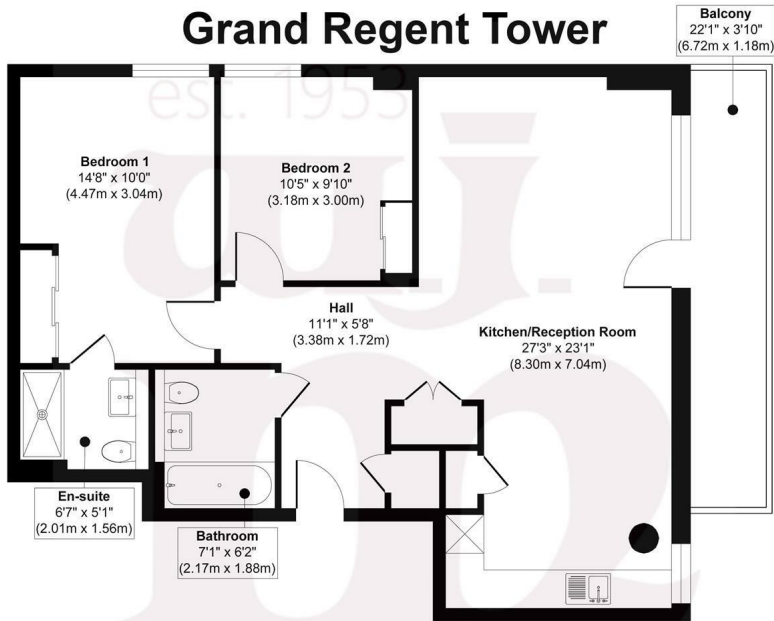 Grand Regent Tower
Balcony
22'1" x 3'10"
(6.72m x 1.18m)
est. 1953
w.j.
m
Bedroom 1
14'8" x 10'0"
(4.47m x 3.04m)
Bedroom 2
10'5" x 9'10"
(3.18m x 3.00m)
Hall
11'1" x 5'8"
(3.38m x 1.72m)
Kitchen/Reception Room
27'3" x 23'1"
(8.30m x 7.04m)
En-suite
6'7" x 5'1"
(2.01m x 1.56m)
Bathroom
7'1" x 6'2"
(2.17m x 1.88m)